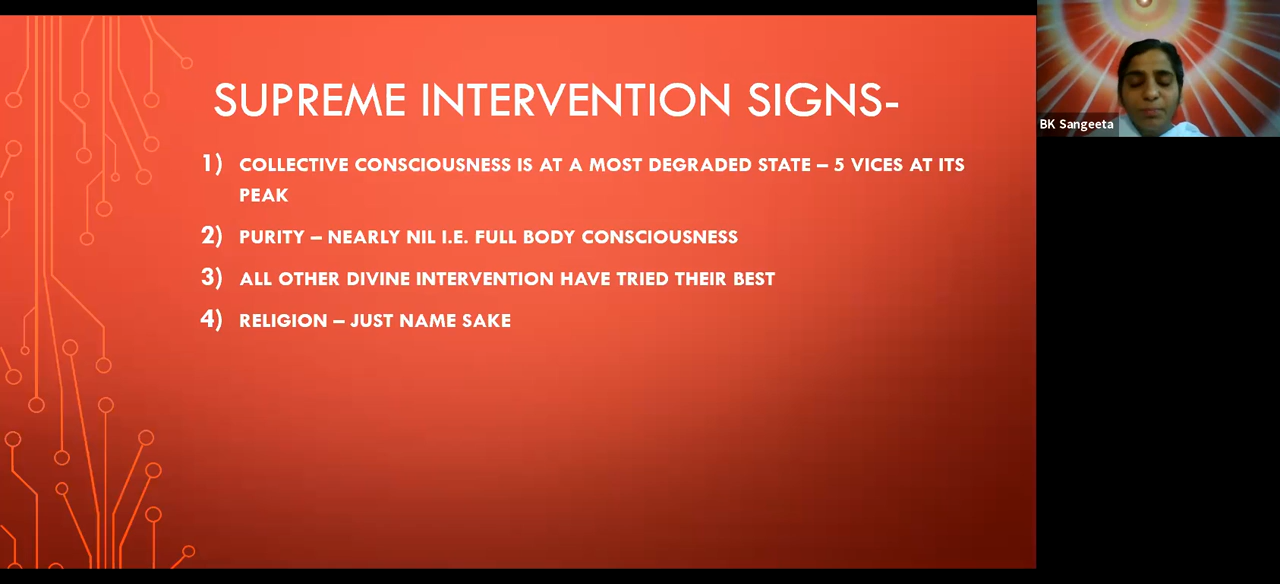 SUPREME INTERVENTION SIGNS-
1) COLLECTIVE CONSCIOUSNESS IS AT A MOST DEGRADED STATE – 5 VICES AT ITS
PEAK
2) PURITY – NEARLY NIL I.E. FULL BODY CONSCIOUSNESS
3) ALL OTHER DIVINE INTERVENTION HAVE TRIED THEIR BEST
4) RELIGION – JUST NAME SAKE
BK Sangeeta